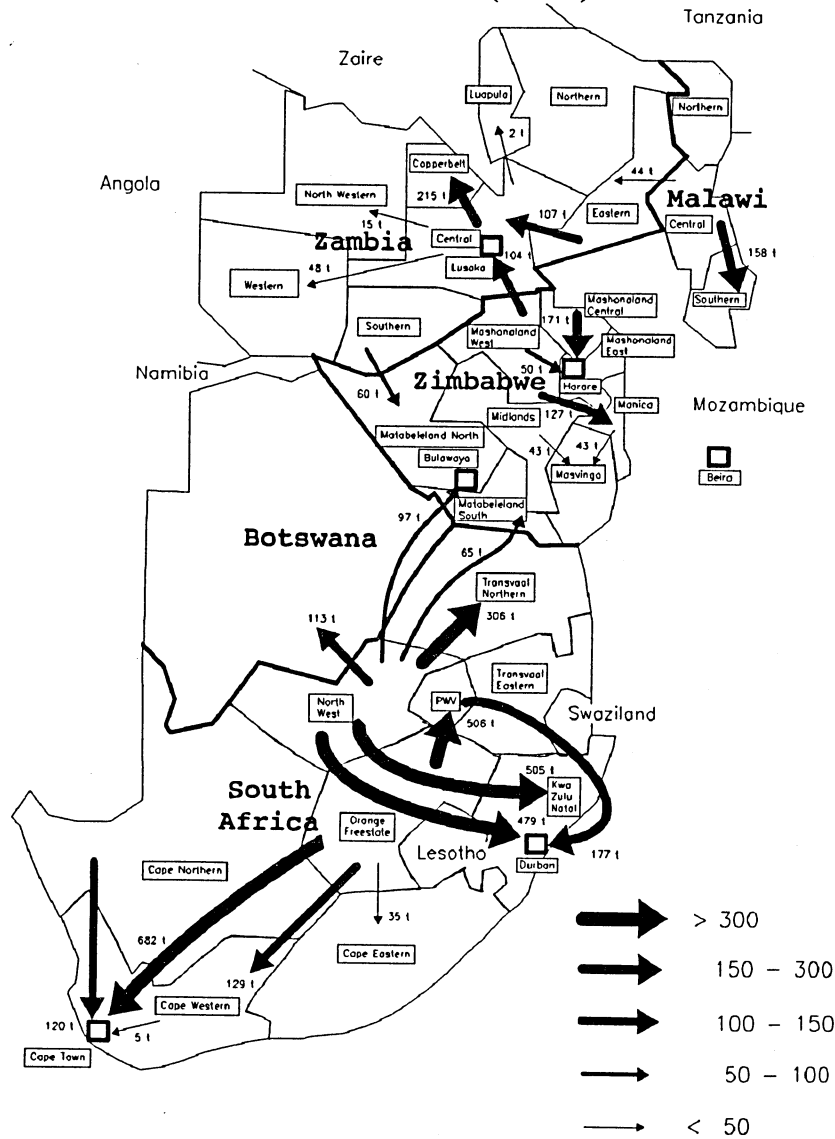 Tanzania
Zaire
Luapula
Northern
Northern
2 t
Copperbelt
44 t
Angola
North Western
215 t
Malawi
107 t
Eastern
15 t
Central
Zambia
Central
104 t
158 t
48 t
Lusaka
Western
Southern
Mashonaland
Central
Southern
171 t
Mashonaland
West
Mashonaland
East
Namibia
50 t
Zimbabwe
Harare
60 t
Manica
Mozambique
127 t
Midlands
Matabeleland North
43 t
43 t
Bulawaya
Masvingo
Beira
Matabeleland
South
97 t
Botswana
65 t
Transvaal
Northern
113 t
306 t
Transvaal
Eastern
North
West
PWV
Swaziland
506 t
505 t
South
Africa
Kwa
Zulu
Natal
479 t
Orange
Freestate
Lesotho
177 t
Durban
Cape Northern
35 t
> 300
682 t
Cape Eastern
150 - 300
129 t
Cape Western
120 t
5 t
100 - 150
Cape Town
50 - 100
< 50